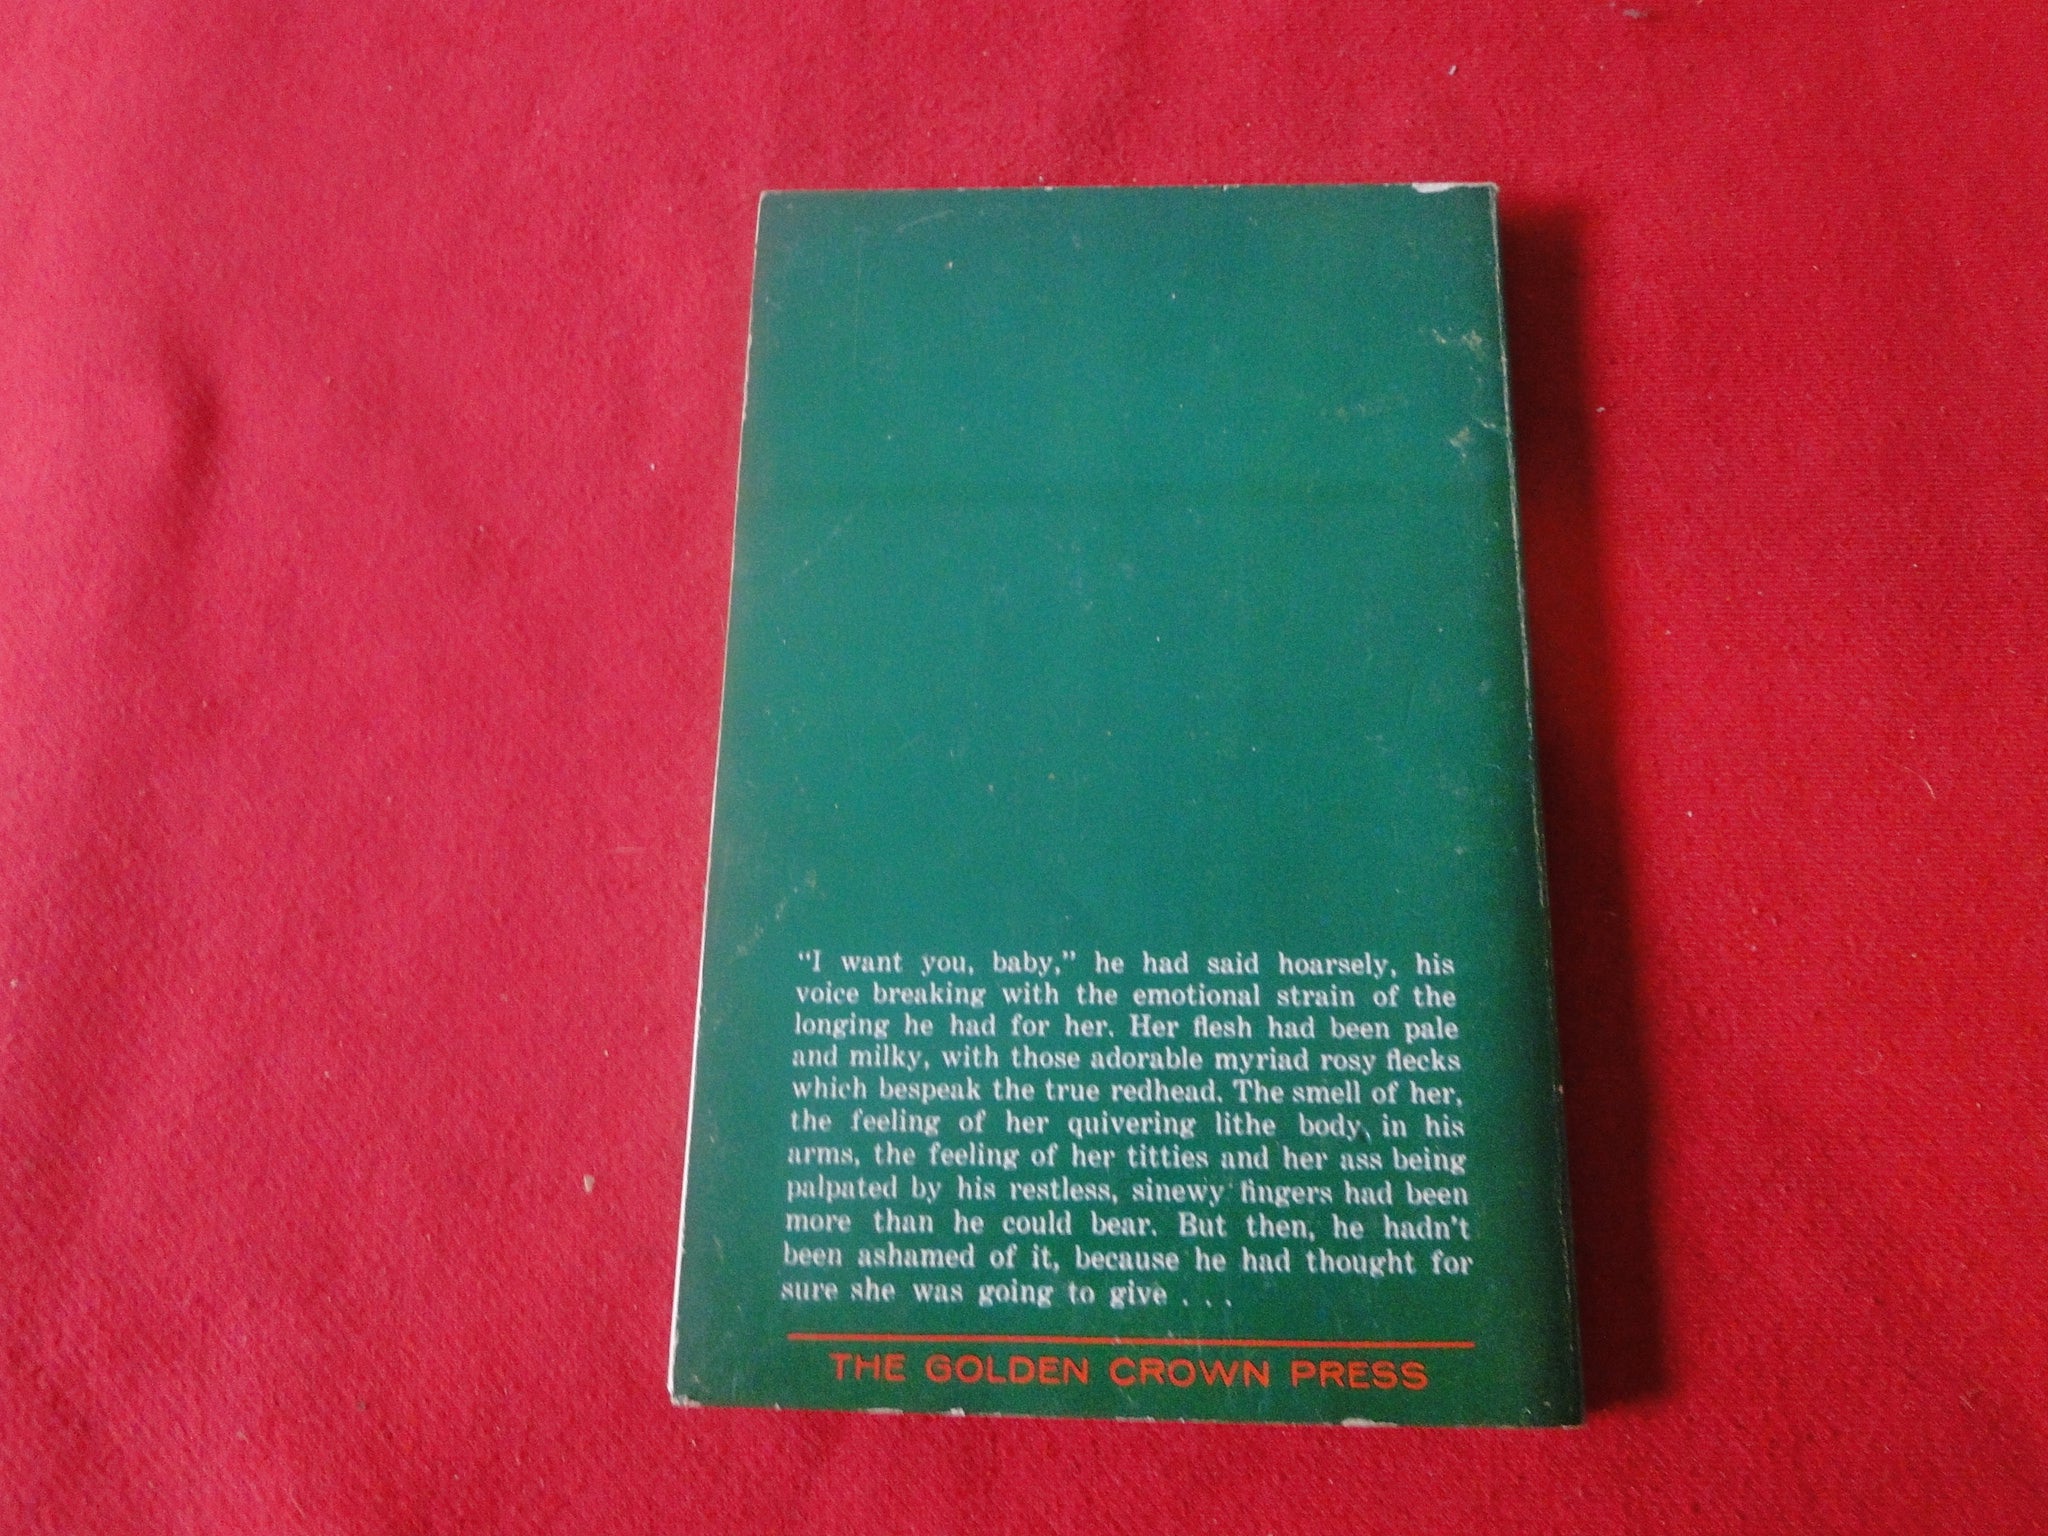 "I want you, baby," he had said hoarsely, his
voice breaking with the emotional strain of the
longing he had for her. Her flesh had been pale
and milky, with those adorable myriad rosy flecks
which bespeak the true redhead. The smell of her,
the feeling of her quivering lithe body, in his
arms, the feeling of her titties and her ass being
palpated by his restless, sinewy fingers had been
more than he could bear. But then, he hadn't
been ashamed of it, because he had thought for
sure she was going to give . . .
THE GOLDEN CROWN PRESS